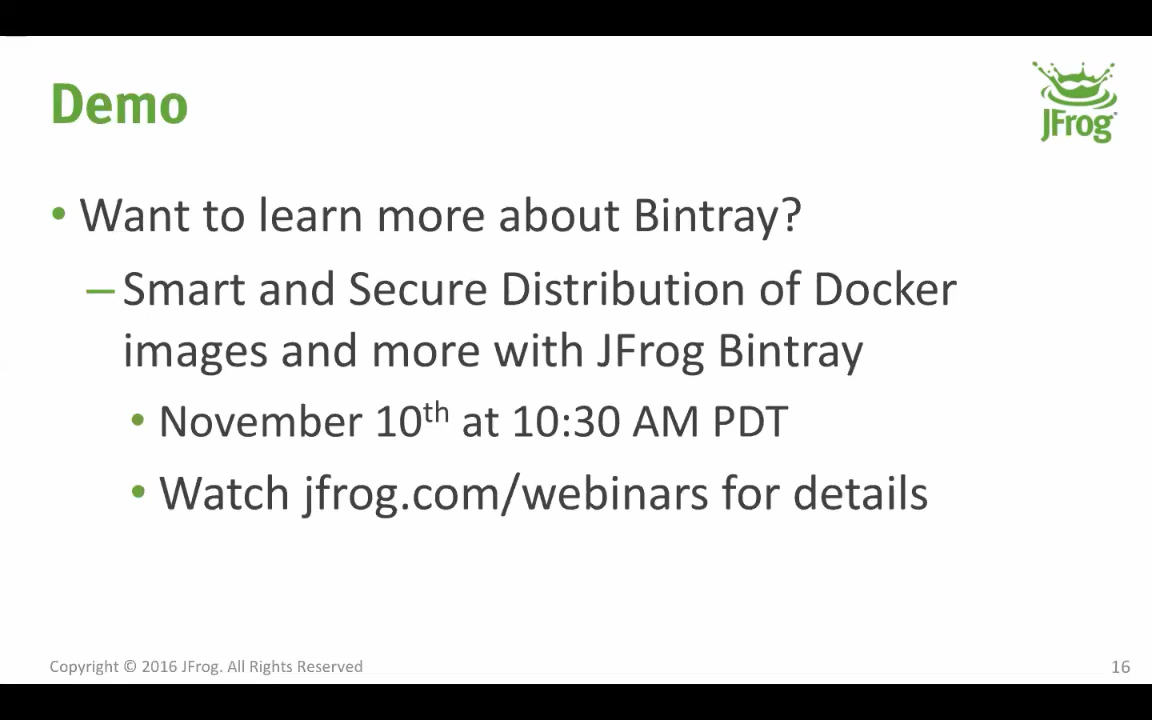 Demo
JFrog
• Want to learn more about Bintray?
– Smart and Secure Distribution of Docker
images and more with JFrog Bintray
• November 10th at 10:30 AM PDT
• Watch jfrog.com/webinars for details
Copyright © 2016 JFrog. All Rights Reserved
16